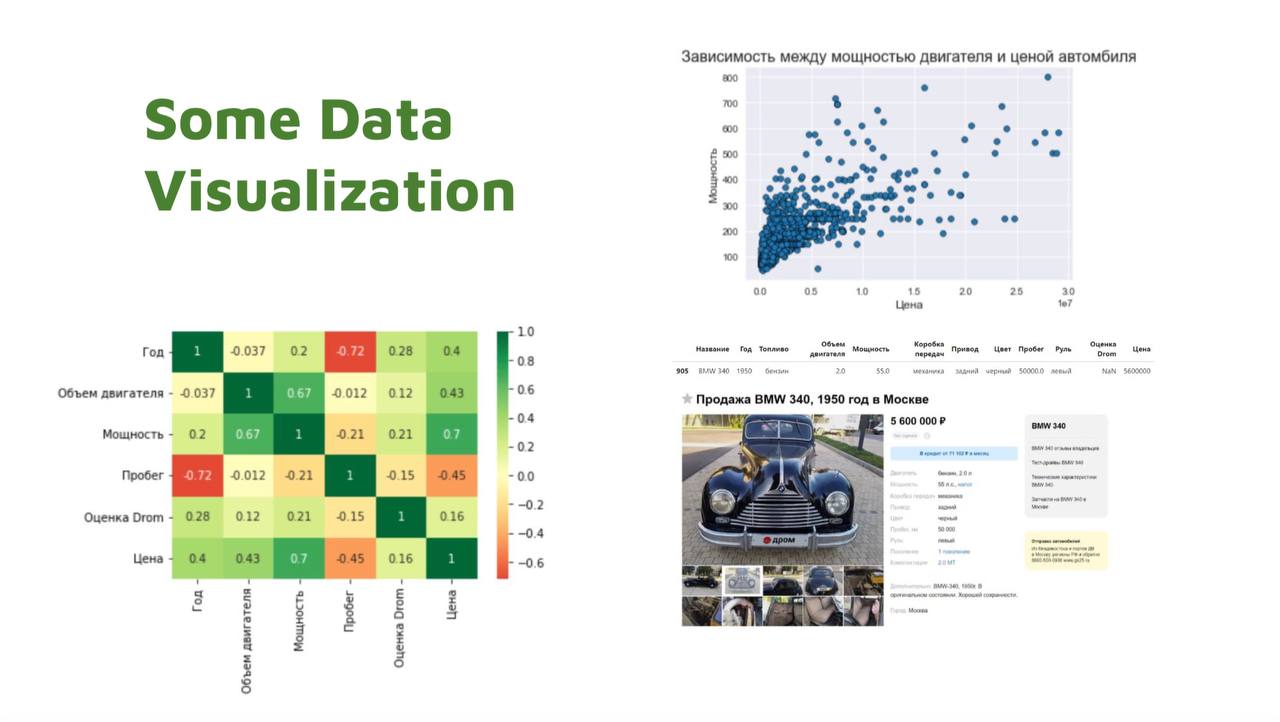 Some Data
Visualization
Зависимость между мощностью двигателя и ценой автомбиля
800
700
600
500
400
300
200
100
Мощность
0.0 0.5 1.0 1.5 2.0 2.5 3.0
1e7
Цена
Год 1 -0.037 0.2 -0.72 0.28 0.4
Объем двигателя -0.037 1 0.67 -0.012 0.12 0.43
Мощность 0.2 0.67 1 -0.21 0.21 0.7
Пробег -0.72 -0.012 -0.21 1 -0.15 -0.45
Оценка Drom 0.28 0.12 0.21 -0.15 1 0.16
Цена 0.4 0.43 0.7 -0.45 0.16 1
Год Объем двигателя Мощность Пробег Оценка Drom Цена
1.0
0.8
0.6
0.4
0.2
0.0
−0.2
−0.4
−0.6
Название Год Топливо Объем двигателя Мощность Коробка передач Привод Цвет Пробег Руль Оценка Drom Цена
905 BMW 340 1950 бензин 2.0 55.0 механика задний черный 50000.0 левый NaN 5600000
Продажа BMW 340, 1950 год в Москве
дром
5 600 000 ₽
без оценки
В кредит от 71 102 ₽ в месяц
Двигатель бензин, 2.0 л
Мощность 55 л.с., налог
Коробка передач механика
Привод задний
Цвет черный
Пробег, км 50 000
Руль левый
Поколение 1 поколение
Комплектация 2.0 MT
Дополнительно: BMW-340, 1950г. В
оригинальном состоянии. Хорошей сохранности.
Город: Москва
BMW 340
BMW 340 отзывы владельцев
Тест-драйвы BMW 340
Технические характеристики
BMW 340
Запчасти на BMW 340 в
Москве
Отправка автомобилей